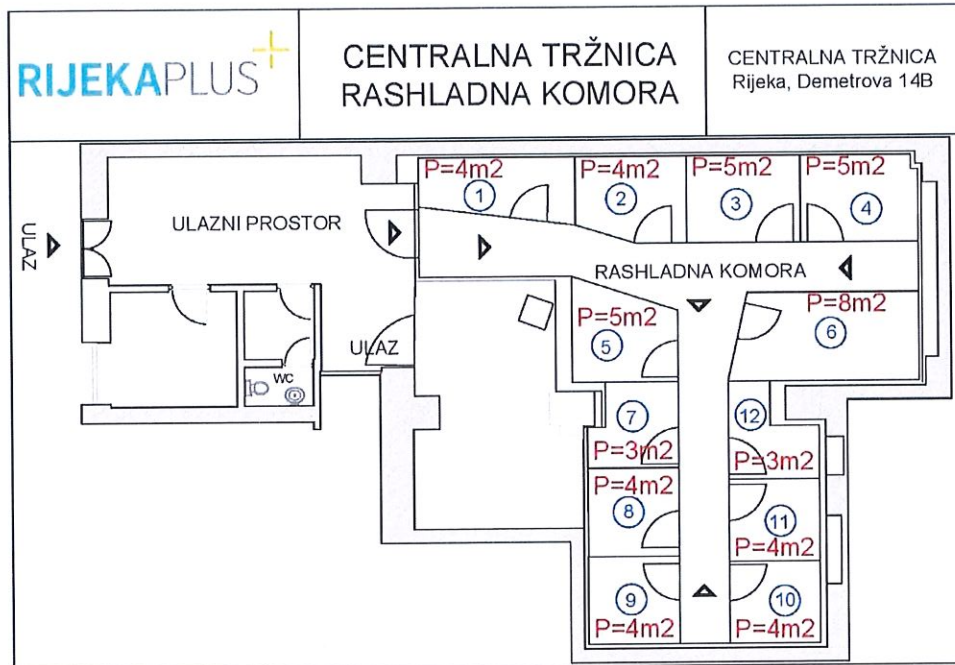 RIJEKAPLUS
CENTRALNA TRŽNICA
RASHLADNA KOMORA
CENTRALNA TRŽNICA
Rijeka, Demetrova 14B
ULAZ
ULAZNI PROSTOR
P=4m2
1
P=4m2
2
P=5m2
3
P=5m2
4
RASHLADNA KOMORA
P=5m2
5
P=8m2
6
ULAZ
wc
7
P=3m2
12
P=3m2
P=4m2
8
11
P=4m2
9
P=4m2
10
P=4m2